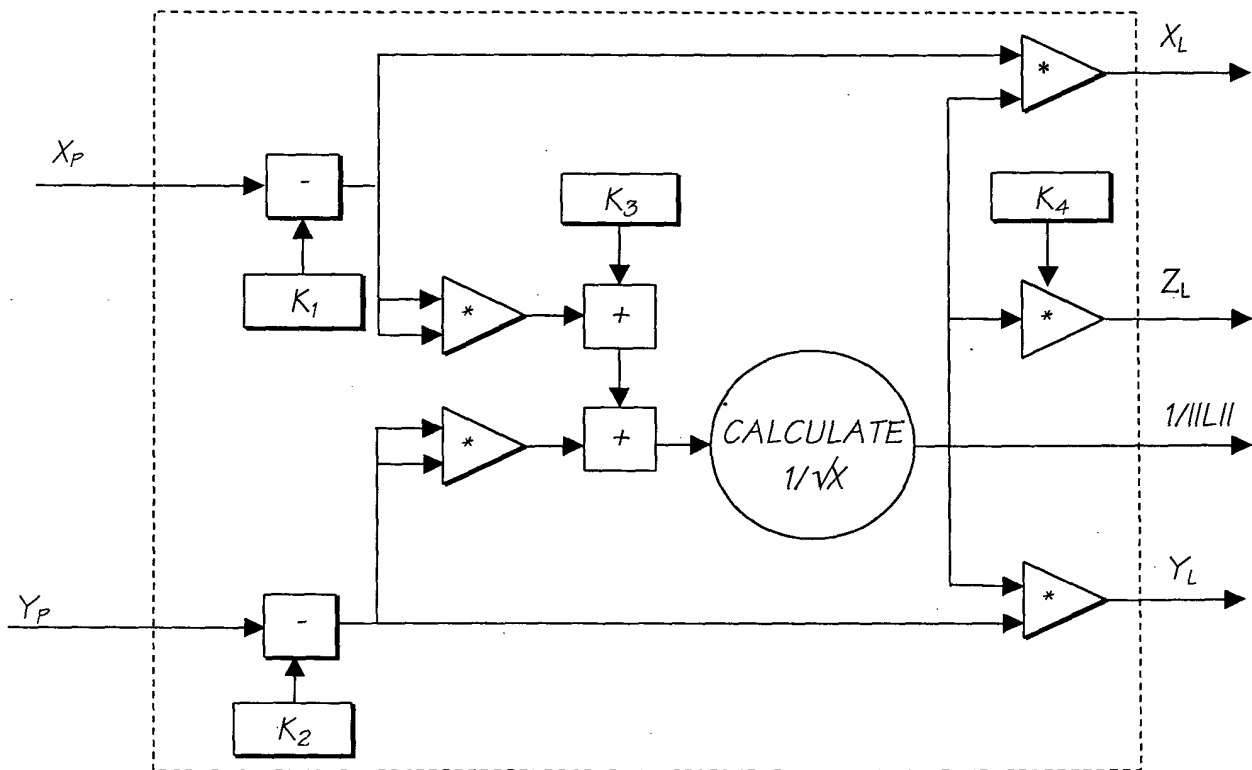 X_L
*
X_P
-
K_3
K_4
K_1
*
+
*
Z_L
*
+
CALCULATE
1/√X
1/||L||
Y_P
-
*
Y_L
K_2